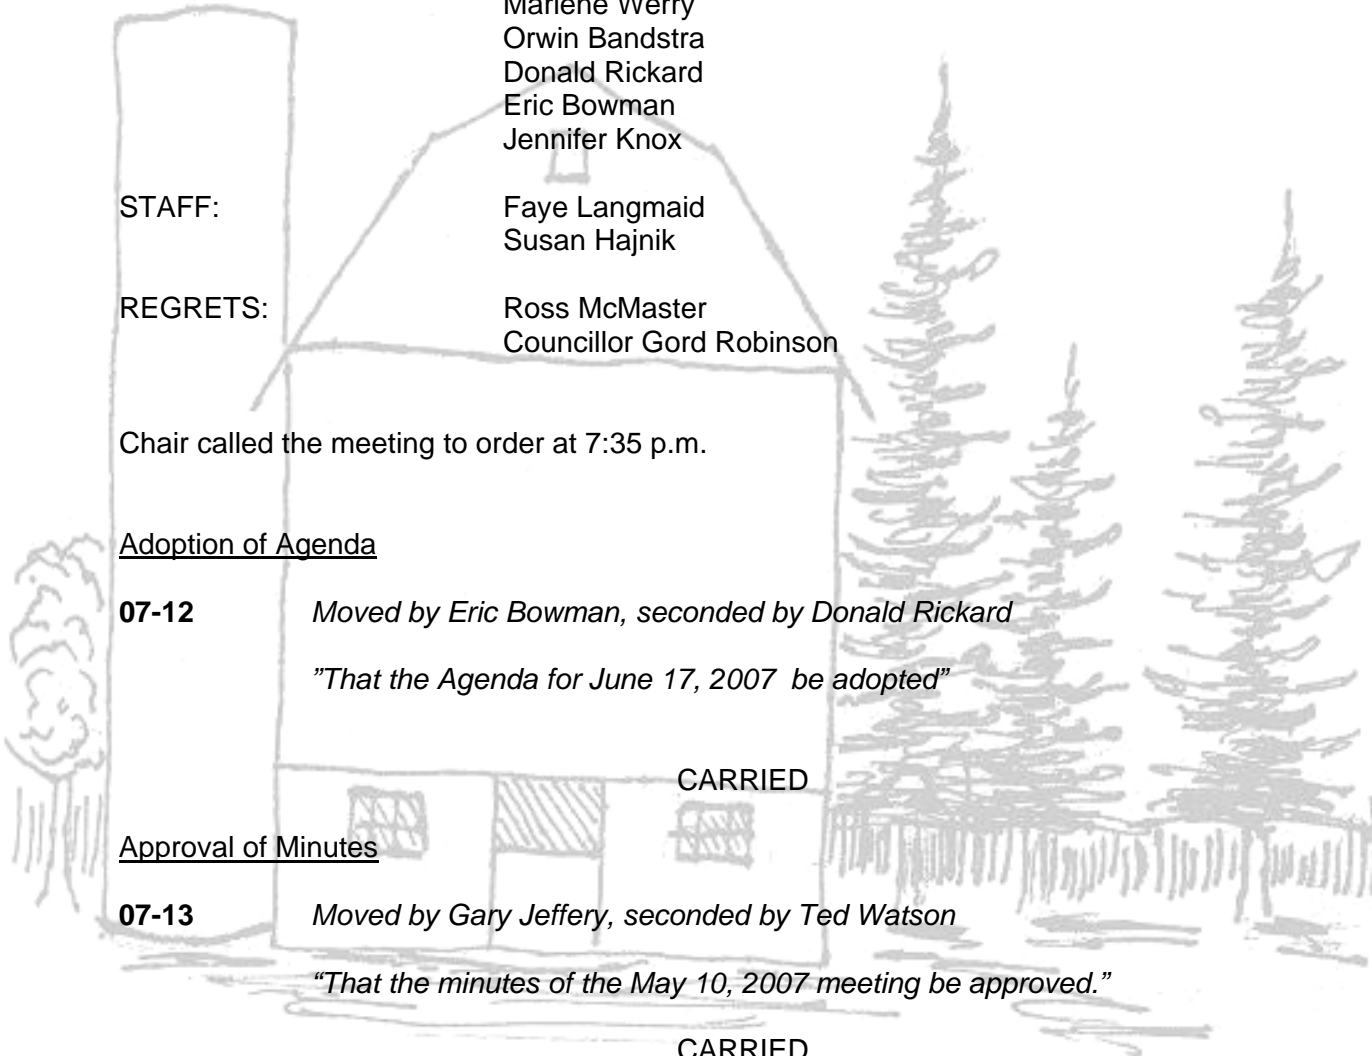 Marlene Werry
Orwin Bandstra
Donald Rickard
Eric Bowman
Jennifer Knox
STAFF: Faye Langmaid
Susan Hajnik
REGRETS: Ross McMaster
Councillor Gord Robinson
Chair called the meeting to order at 7:35 p.m.
Adoption of Agenda
07-12 Moved by Eric Bowman, seconded by Donald Rickard
”That the Agenda for June 17, 2007  be adopted”
CARRIED
Approval of Minutes
07-13 Moved by Gary Jeffery, seconded by Ted Watson
“That the minutes of the May 10, 2007 meeting be approved.”
CARRIED